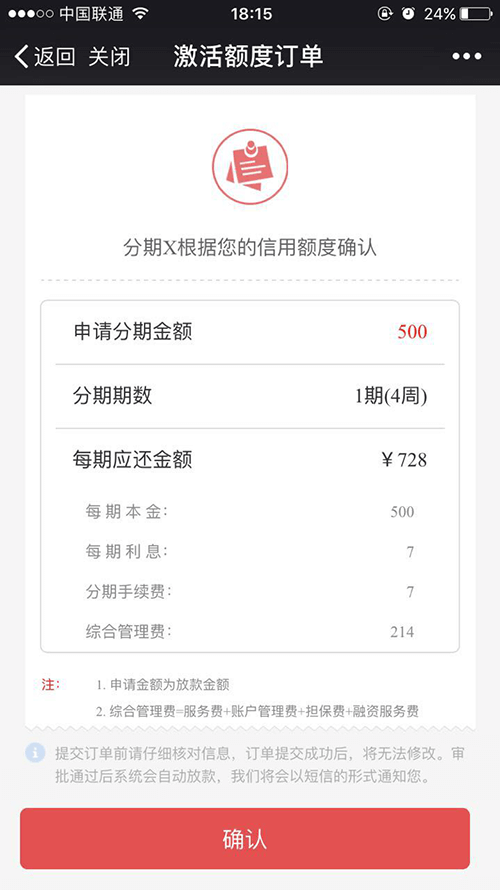 中国联通 18:15 24%
返回 关闭 激活额度订单
分期X根据您的信用额度确认
申请分期金额 500
分期期数 1期(4周)
每期应还金额 ￥728
每期本金： 500
每期利息： 7
分期手续费： 7
综合管理费： 214
注： 1. 申请金额为放款金额
2. 综合管理费=服务费+账户管理费+担保费+融资服务费
提交订单前请仔细核对信息，订单提交成功后，将无法修改。审
批通过后系统会自动放款，我们将会以短信的形式通知您。
确认